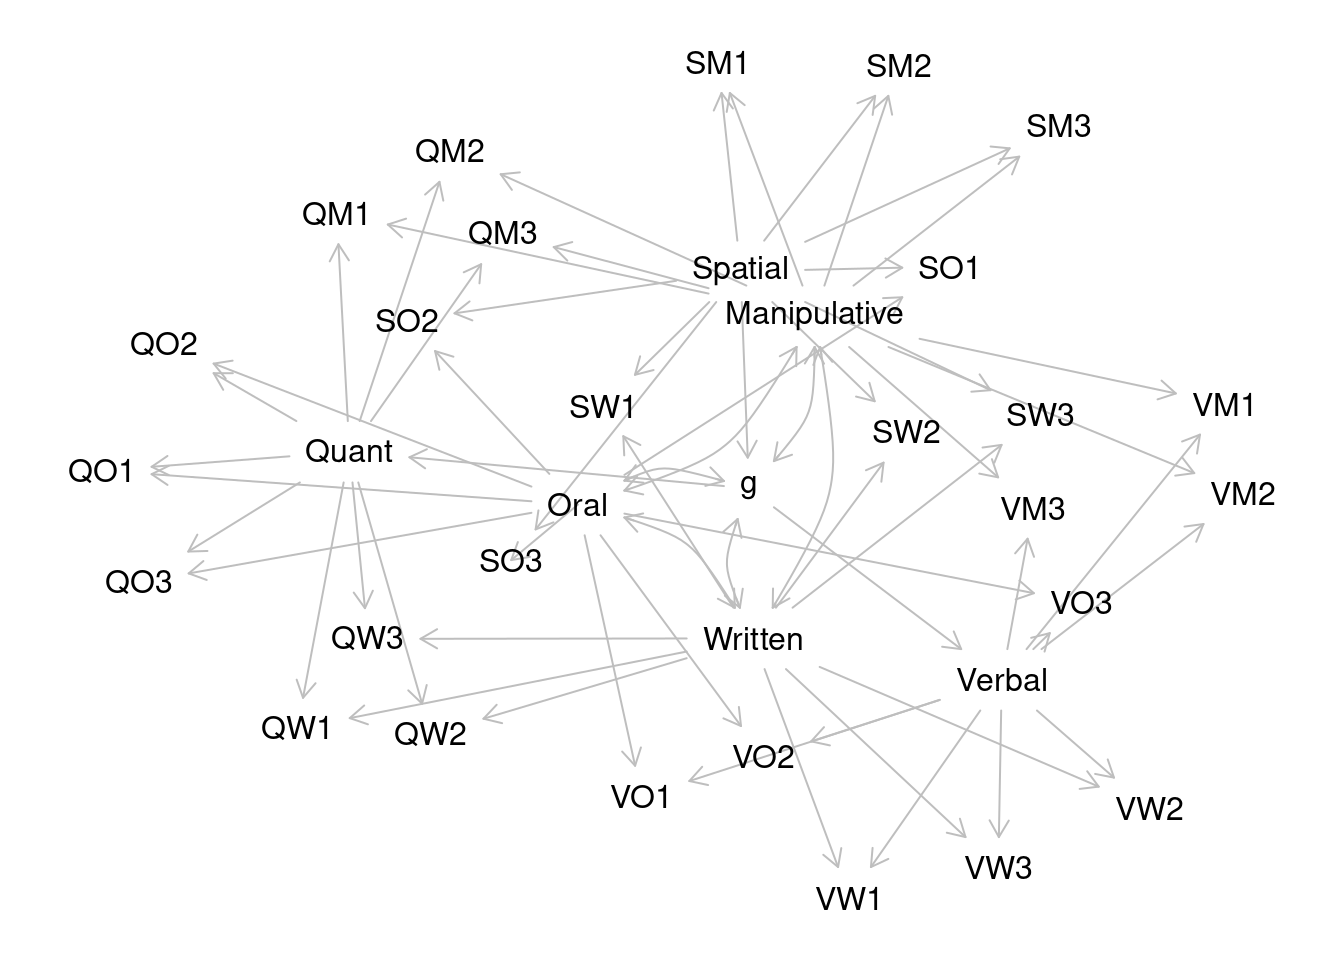 SM1
SM2
SM3
QM2
QM1
QM3
Spatial
SO1
Manipulative
SO2
QO2
SW1
VM1
SW3
SW2
Quant
QO1
g
VM2
Oral
VM3
SO3
QO3
VO3
QW3
Written
Verbal
QW1
QW2
VO2
VO1
VW2
VW3
VW1